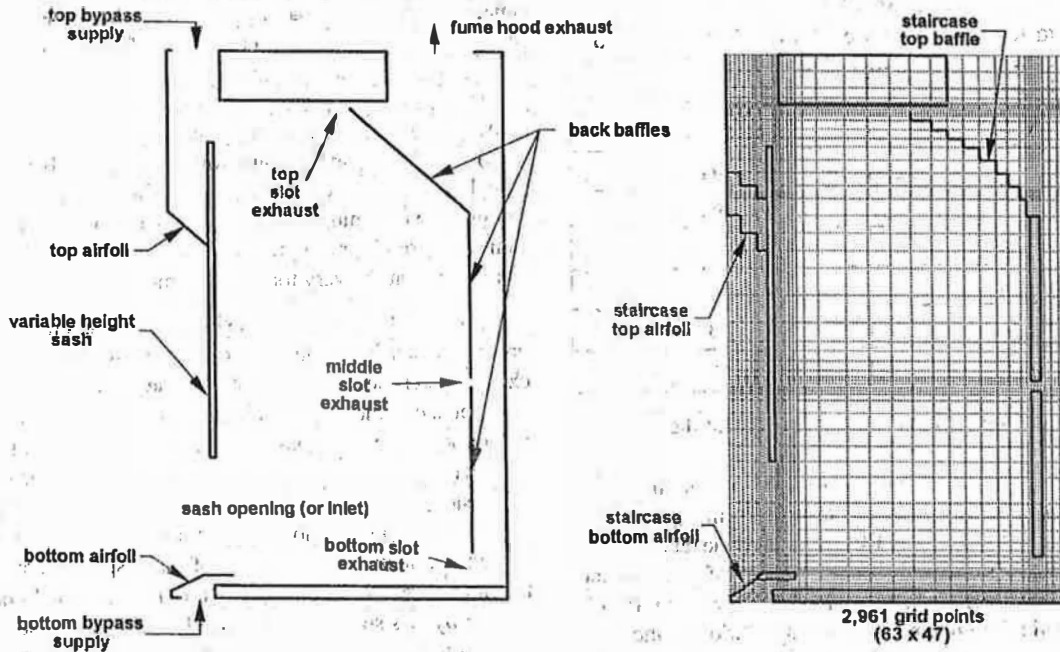 top bypass
supply
fume hood exhaust
back baffles
top
slot
exhaust
top airfoil
variable height
sash
middle
slot
exhaust
sash opening (or inlet)
bottom airfoil
bottom slot
exhaust
bottom bypass
supply
staircase
top baffle
staircase
top airfoil
staircase
bottom airfoil
2,961 grid points
(63 x 47)